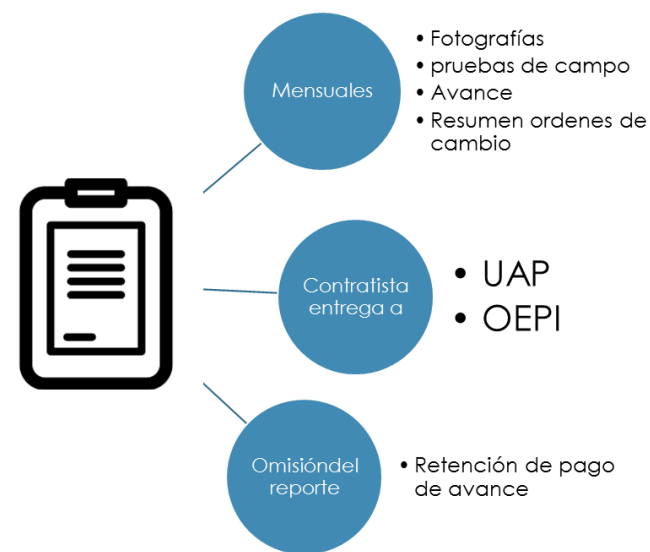 Mensuales
• Fotografías
• pruebas de campo
• Avance
• Resumen ordenes de
cambio
Contratista
entrega a
• UAP
• OEPI
Omisióndel
reporte
• Retención de pago
de avance